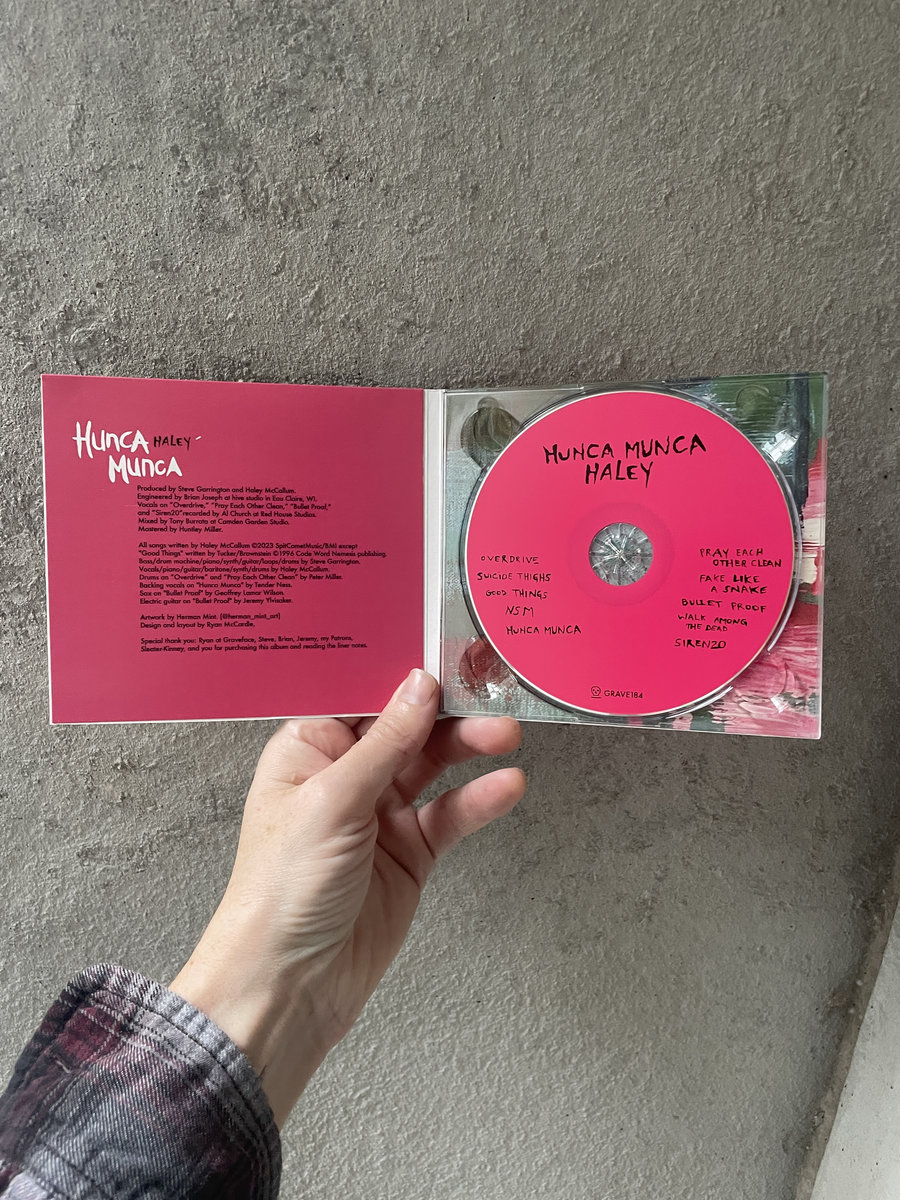 HUNCA HALEY
MUNCA
Produced by Steve Garrington and Haley McCallum.
Engineered by Brian Joseph at hive studio in Eau Claire, WI.
Vocals on "Overdrive," "Pray Each Other Clean," "Bullet Proof,"
and "Siren20"recorded by Al Church at Red House Studios.
Mixed by Tony Burrata at Camden Garden Studio.
Mastered by Huntley Miller.
All songs written by Haley McCallum ©2023 SpitCometMusic/BMI except
"Good Things" written by Tucker/Brownstein ©1996 Code Word Nemesis publishing.
Bass/drum machine/piano/synth/guitar/loops/drums by Steve Garrington.
Vocals/piano/guitar/baritone/synth/drums by Haley McCallum.
Drums on "Overdrive" and "Pray Each Other Clean" by Peter Miller.
Backing vocals on "Hunca Munca" by Tender Ness.
Sax on "Bullet Proof" by Geoffrey Lamar Wilson.
Electric guitar on "Bullet Proof" by Jeremy Ylvisaker.
Artwork by Herman Mint. (@herman_mint_art)
Design and layout by Ryan McCardle.
Special thank you: Ryan at Graveface, Steve, Brian, Jeremy, my Patrons,
Sleater-Kinney, and you for purchasing this album and reading the liner notes.
HUNCA MUNCA
HALEY
OVERDRIVE
SUICIDE THIGHS
GOOD THINGS
NSM
HUNCA MUNCA
PRAY EACH
OTHER CLEAN
FAKE LIKE
A SNAKE
BULLET PROOF
WALK AMONG
THE DEAD
SIREN20
GRAVE184